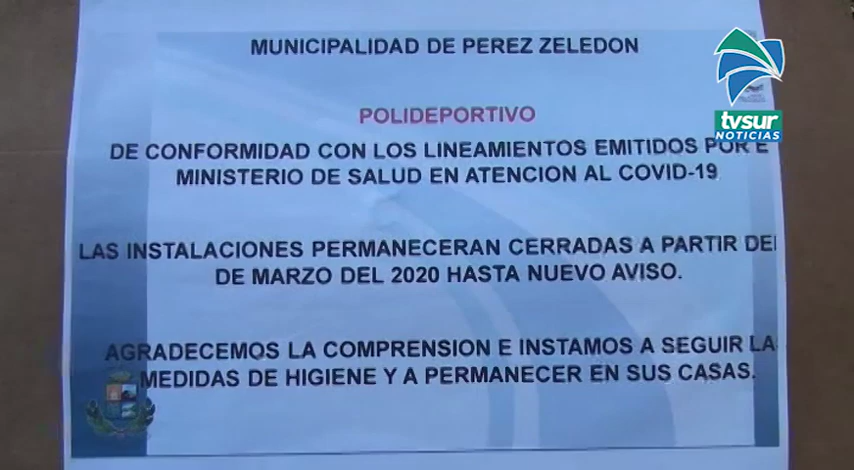 MUNICIPALIDAD DE PEREZ ZELEDON
POLIDEPORTIVO
DE CONFORMIDAD CON LOS LINEAMIENTOS EMITIDOS POR E
MINISTERIO DE SALUD EN ATENCION AL COVID-19
LAS INSTALACIONES PERMANECERAN CERRADAS A PARTIR DEL
DE MARZO DEL 2020 HASTA NUEVO AVISO.
AGRADECEMOS LA COMPRENSION E INSTAMOS A SEGUIR LA
MEDIDAS DE HIGIENE Y A PERMANECER EN SUS CASAS.
tvsur
NOTICIAS